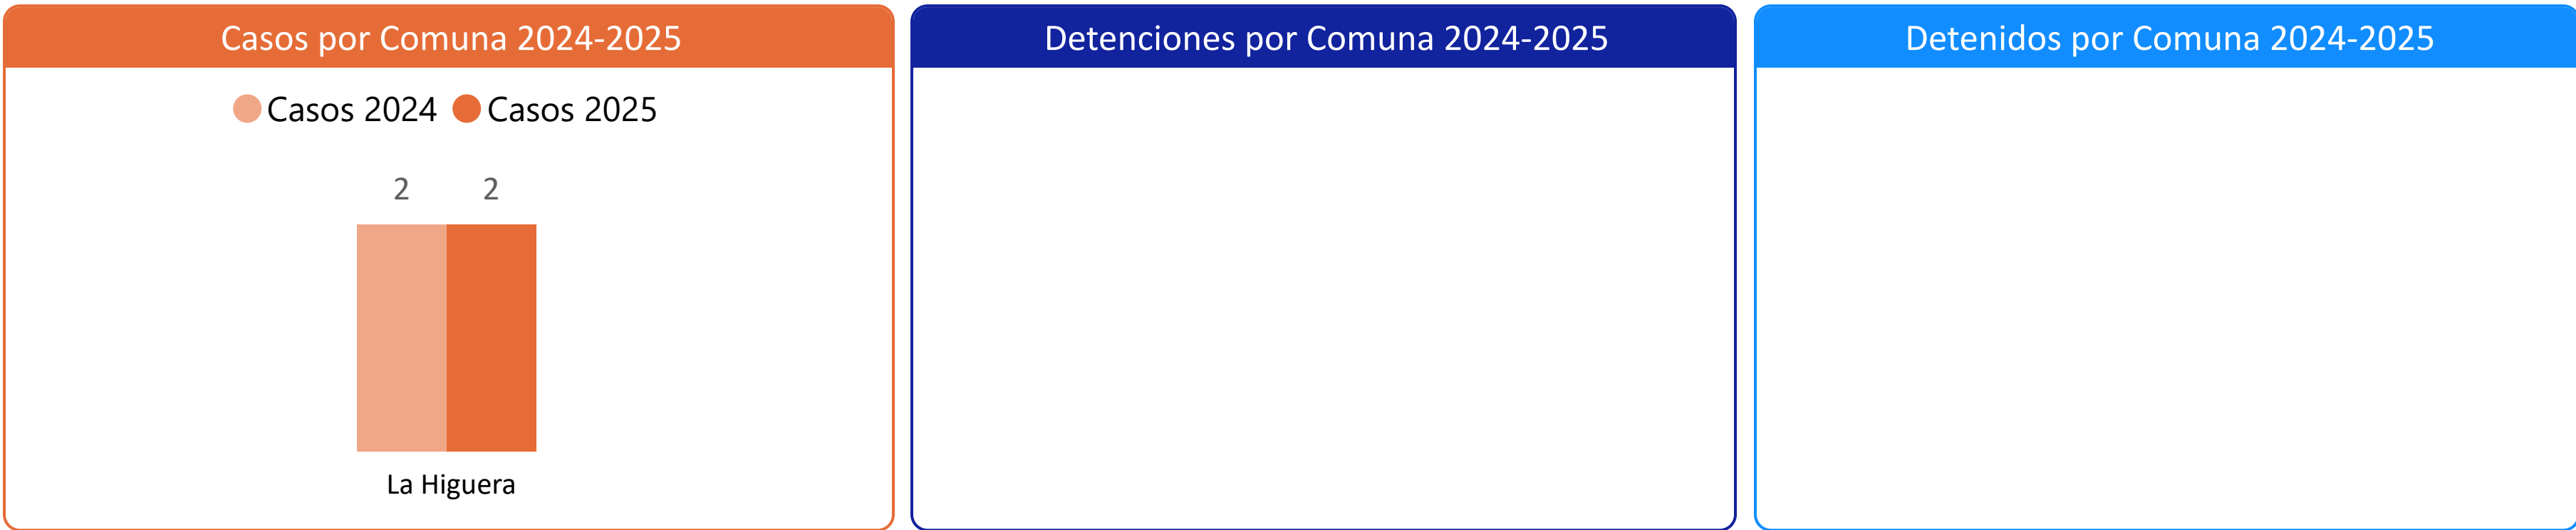 Casos por Comuna 2024-2025
Casos 2024 Casos 2025
2 2
La Higuera
Detenciones por Comuna 2024-2025
Detenidos por Comuna 2024-2025